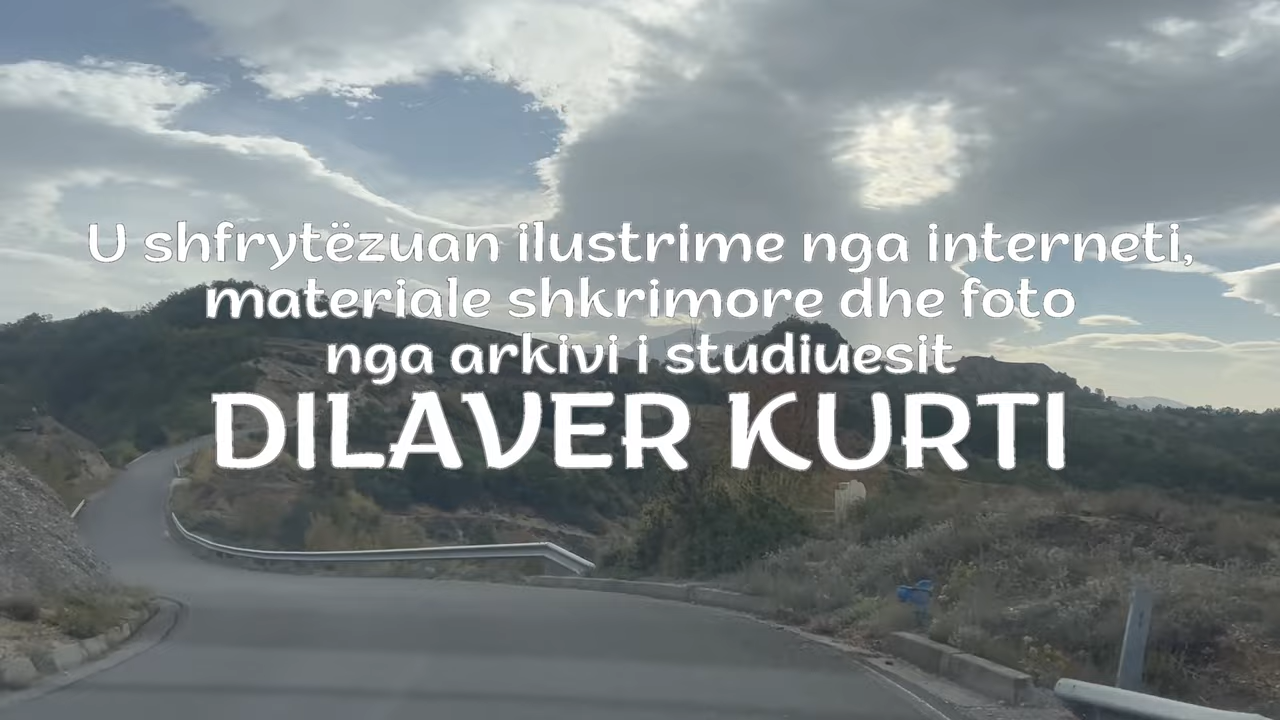 U shfrytëzuan ilustrime nga interneti,
materiale shkrimore dhe foto
nga arkivi i studiuesit
DILAVER KURTI